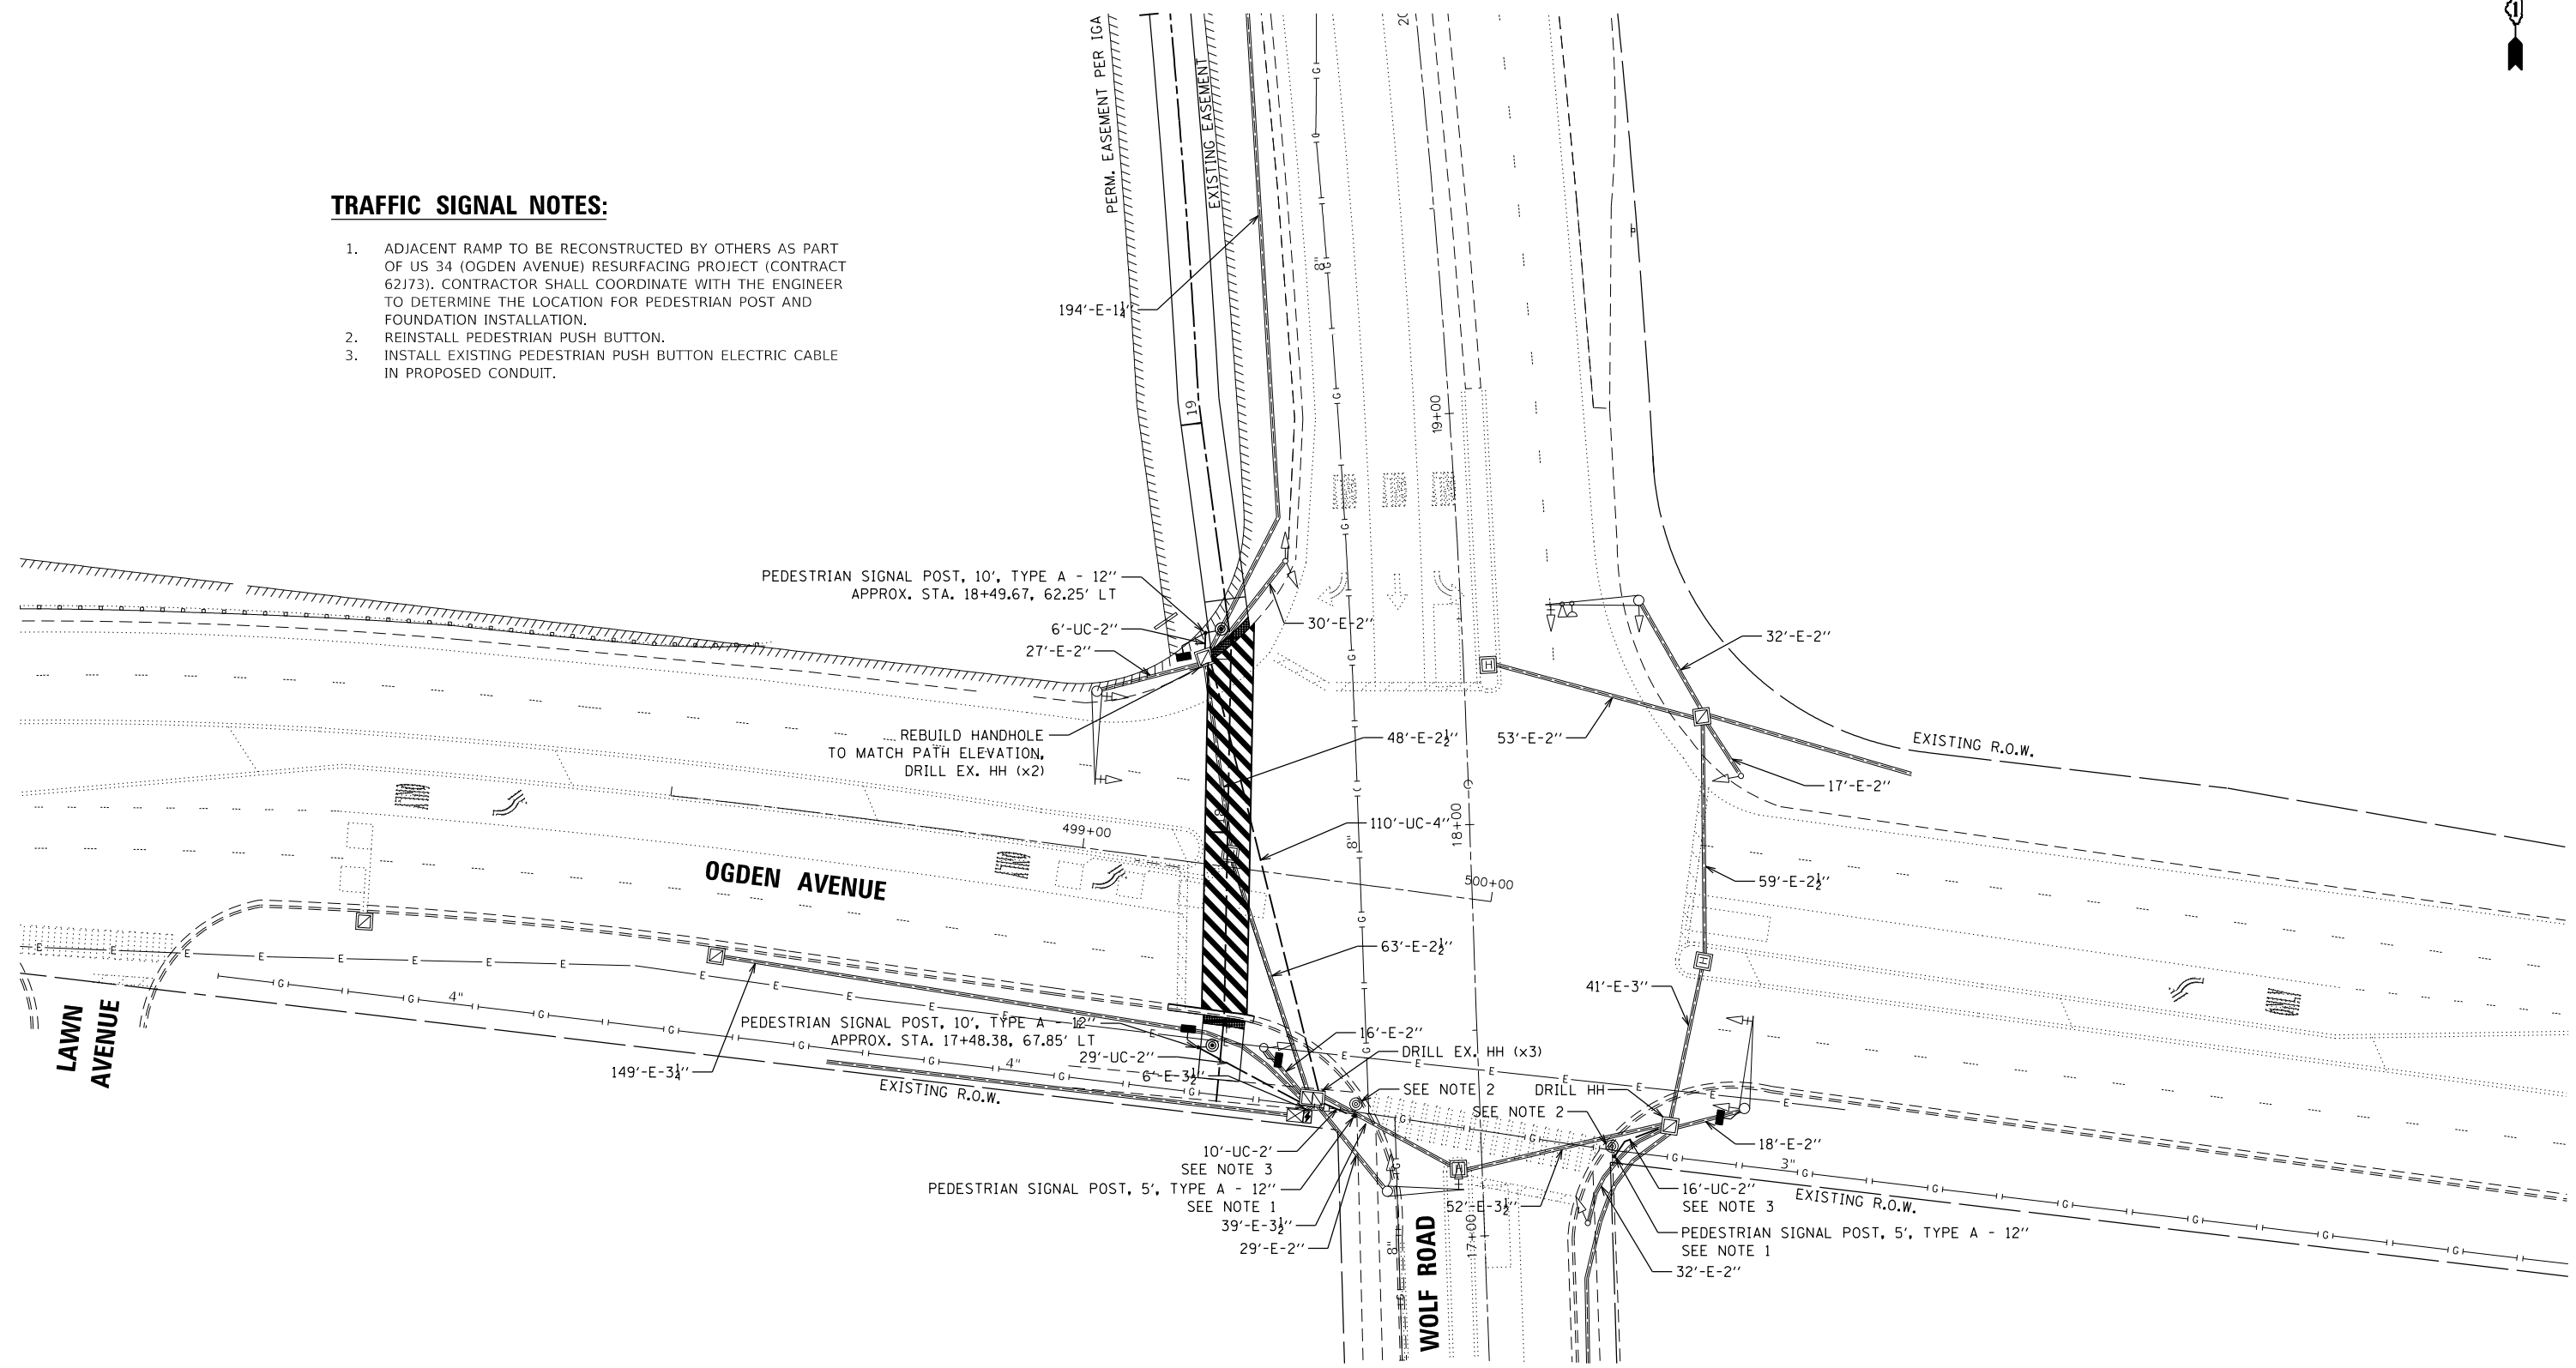 TRAFFIC SIGNAL NOTES:
1. ADJACENT RAMP TO BE RECONSTRUCTED BY OTHERS AS PART
OF US 34 (OGDEN AVENUE) RESURFACING PROJECT (CONTRACT
62J73). CONTRACTOR SHALL COORDINATE WITH THE ENGINEER
TO DETERMINE THE LOCATION FOR PEDESTRIAN POST AND
FOUNDATION INSTALLATION.
2. REINSTALL PEDESTRIAN PUSH BUTTON.
3. INSTALL EXISTING PEDESTRIAN PUSH BUTTON ELECTRIC CABLE
IN PROPOSED CONDUIT.
PERM. EASEMENT PER IGA
EXISTING EASEMENT
20
194'-E-1¼"
8"
19
19+00
PEDESTRIAN SIGNAL POST, 10', TYPE A - 12"
APPROX. STA. 18+49.67, 62.25' LT
6'-UC-2"
27'-E-2"
30'-E-2"
32'-E-2"
REBUILD HANDHOLE
TO MATCH PATH ELEVATION,
DRILL EX. HH (x2)
48'-E-2½"
53'-E-2"
17'-E-2"
EXISTING R.O.W.
110'-UC-4"
8"
18+00
499+00
500+00
OGDEN AVENUE
59'-E-2½"
63'-E-2½"
41'-E-3"
LAWN
AVENUE
4"
PEDESTRIAN SIGNAL POST, 10', TYPE A - 12"
APPROX. STA. 17+48.38, 67.85' LT
29'-UC-2"
6'-E-3½"
149'-E-3¼"
4"
EXISTING R.O.W.
16'-E-2"
DRILL EX. HH (x3)
SEE NOTE 2
DRILL HH
SEE NOTE 2
18'-E-2"
3"
10'-UC-2'
SEE NOTE 3
PEDESTRIAN SIGNAL POST, 5', TYPE A - 12"
SEE NOTE 1
39'-E-3½"
29'-E-2"
52'-E-3½"
16'-UC-2"
SEE NOTE 3
EXISTING R.O.W.
PEDESTRIAN SIGNAL POST, 5', TYPE A - 12"
SEE NOTE 1
32'-E-2"
8"
WOLF ROAD
17+00